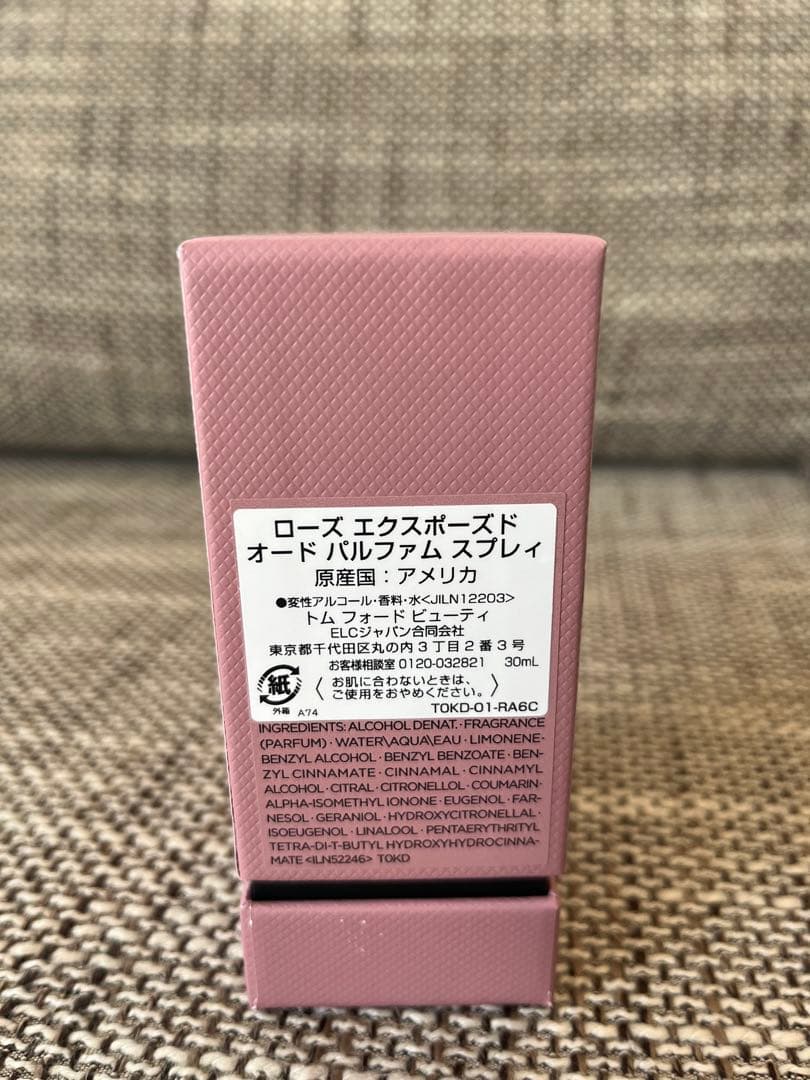 ローズ エクスポーズド
オード パルファム スプレィ
原産国：アメリカ
●変性アルコール・香料・水<JILN12203>
トム フォード ビューティ
ELCジャパン合同会社
東京都千代田区丸の内3丁目2番3号
お客様相談室 0120-032821 30mL
紙
外箱 A74
〈お肌に合わないときは、
ご使用をおやめください。〉
T0KD-01-RA6C
INGREDIENTS: ALCOHOL DENAT. · FRAGRANCE
(PARFUM) · WATER\AQUA\EAU · LIMONENE ·
BENZYL ALCOHOL · BENZYL BENZOATE · BEN-
ZYL CINNAMATE · CINNAMAL · CINNAMYL
ALCOHOL · CITRAL · CITRONELLOL · COUMARIN ·
ALPHA-ISOMETHYL IONONE · EUGENOL · FAR-
NESOL · GERANIOL · HYDROXYCITRONELLAL ·
ISOEUGENOL · LINALOOL · PENTAERYTHRITYL
TETRA-DI-T-BUTYL HYDROXYHYDROCINNA-
MATE <ILN52246> T0KD